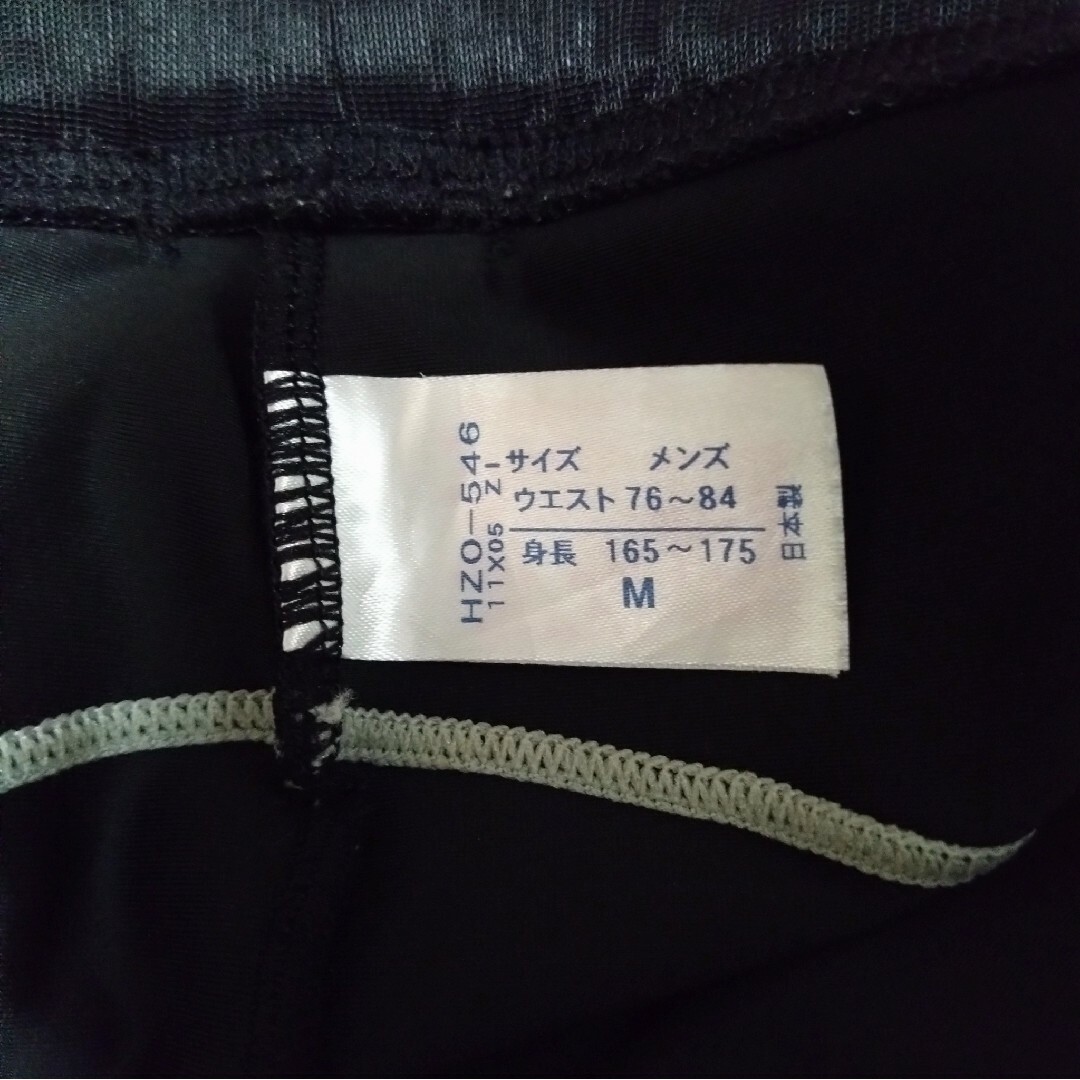 HZO-546
11X05 Z I
サイズ メンズ
ウエスト 76～84
身長 165～175
M
日本製